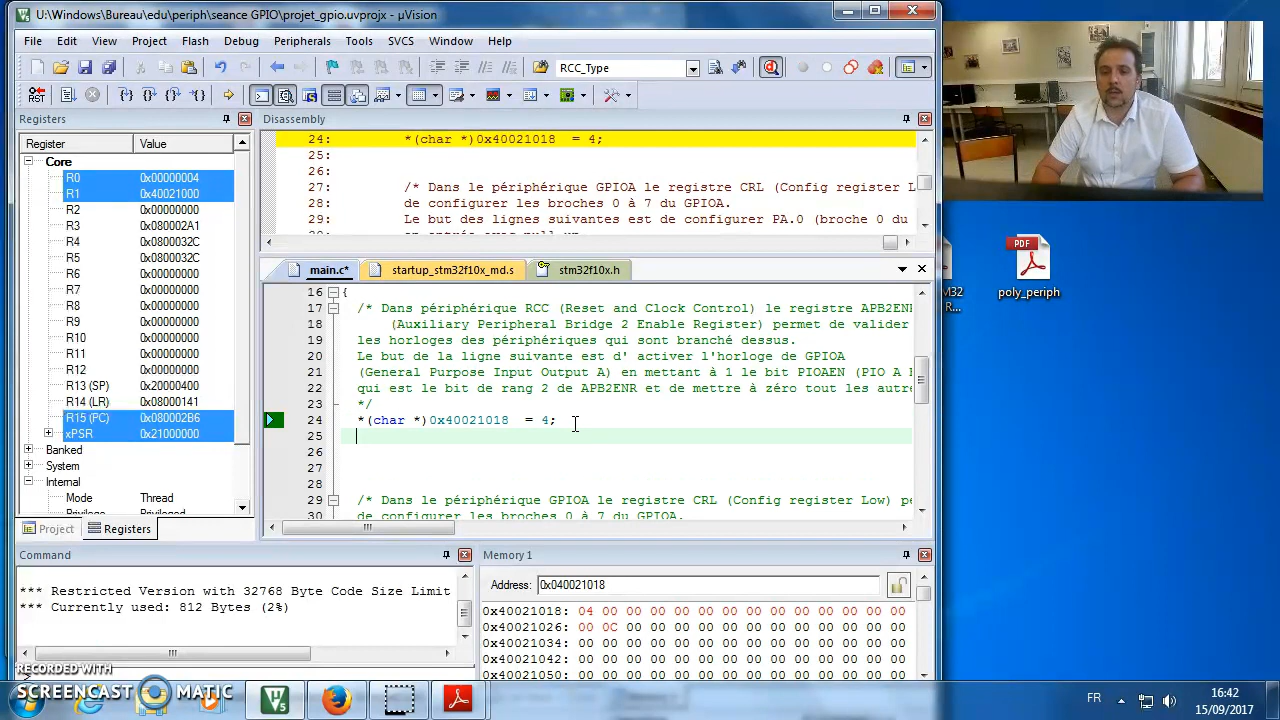 U:\Windows\Bureau\edu\periph\seance GPIO\projet_gpio.uvprojx - µVision
File Edit View Project Flash Debug Peripherals Tools Window Help
RCC_Type
Registers
Register Value
Core
R0 0x00000004
R1 0x40021000
R2 0x00000000
R3 0x080002A1
R4 0x0800032C
R5 0x0800032C
R6 0x00000000
R7 0x00000000
R8 0x00000000
R9 0x00000000
R10 0x00000000
R11 0x00000000
R12 0x00000000
R13 (SP) 0x20000400
R14 (LR) 0x08000141
R15 (PC) 0x080002B6
xPSR 0x21000000
Banked
System
Internal
Mode Thread
Privileged Privileged
Project Registers
Disassembly
24: *(char *)0x40021018 = 4;
25:
26:
27: /* Dans le périphérique GPIOA le registre CRL (Config register L
28: de configurer les broches 0 à 7 du GPIOA.
29: Le but des lignes suivantes est de configurer PA.0 (broche 0 du
main.c* startup_stm32f10x_md.s stm32f10x.h
16 {
17 /* Dans périphérique RCC (Reset and Clock Control) le registre APB2EN
18 (Auxiliary Peripheral Bridge 2 Enable Register) permet de valider
19 les horloges des périphériques qui sont branché dessus.
20 Le but de la ligne suivante est d' activer l'horloge de GPIOA
21 (General Purpose Input Output A) en mettant à 1 le bit PIOAEN (PIO A
22 qui est le bit de rang 2 de APB2ENR et de mettre à zéro tout les autre
23 */
24 *(char *)0x40021018 = 4;
25
26
27
28
29 /* Dans le périphérique GPIOA le registre CRL (Config register Low) p
30 de configurer les broches 0 à 7 du GPIOA.
Command
*** Restricted Version with 32768 Byte Code Size Limit
*** Currently used: 812 Bytes (2%)
Memory 1
Address: 0x040021018
0x40021018: 04 00 00 00 00 00 00 00 00 00 00 00 00 00
0x40021026: 00 0C 00 00 00 00 00 00 00 00 00 00 00 00
0x40021034: 00 00 00 00 00 00 00 00 00 00 00 00 00 00
0x40021042: 00 00 00 00 00 00 00 00 00 00 00 00 00 00
0x40021050: 00 00 00 00 00 00 00 00 00 00 00 00 00 00
M32
R...
PDF
poly_periph
RECORDED WITH
SCREENCAST MATIC
FR
16:42
15/09/2017